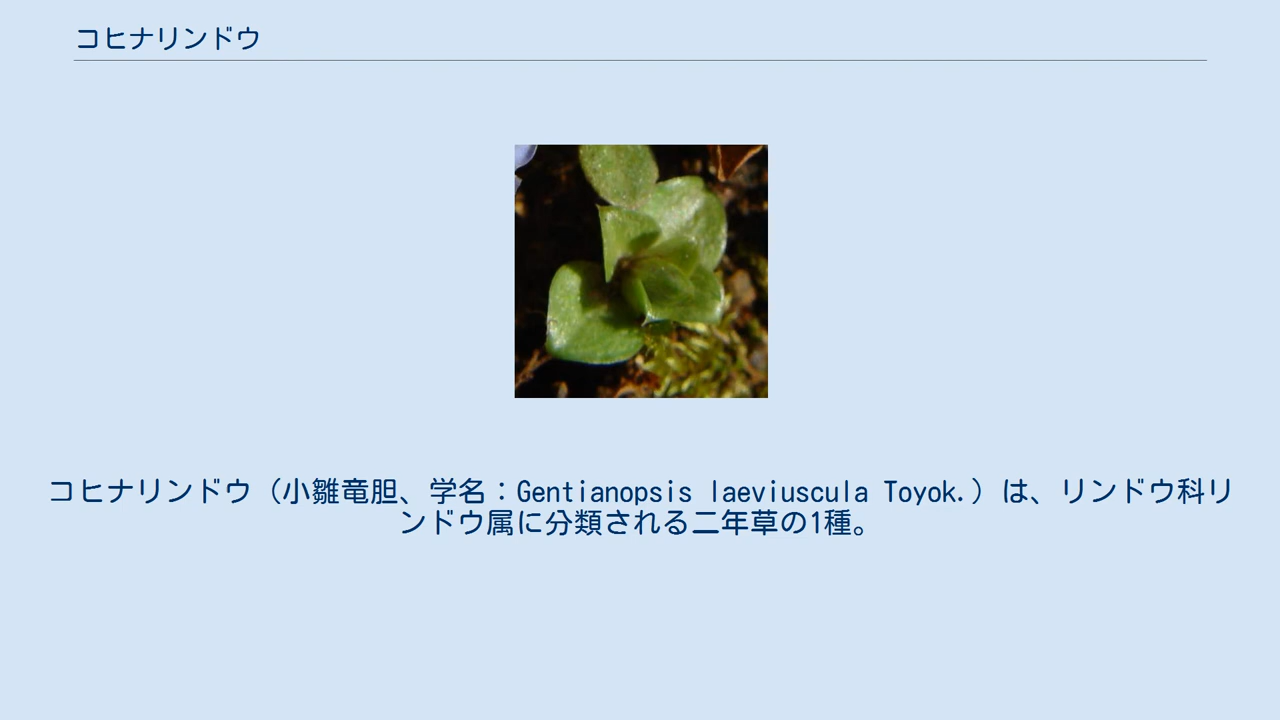 コヒナリンドウ
コヒナリンドウ（小雛竜胆、学名：Gentianopsis laeviuscula Toyok.）は、リンドウ科リ
ンドウ属に分類される二年草の1種。